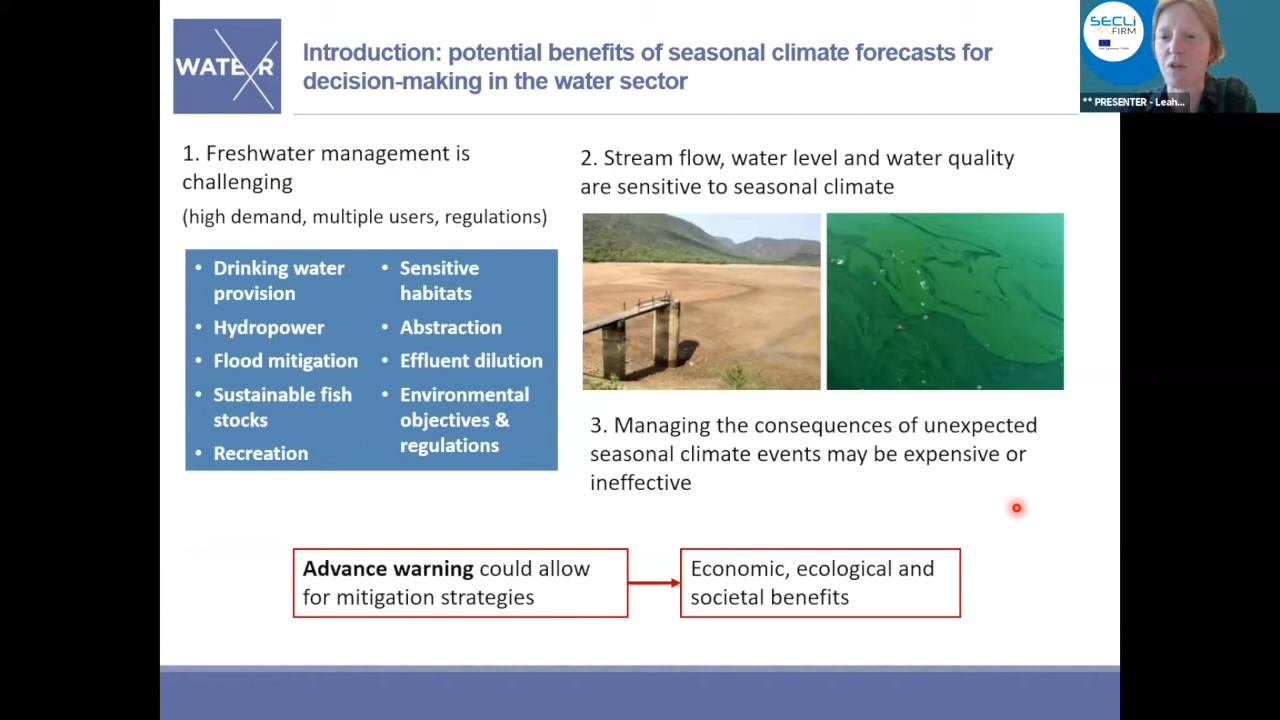 WATExR
Introduction: potential benefits of seasonal climate forecasts for
decision-making in the water sector
SECLI
FIRM
** PRESENTER - Leah...
1. Freshwater management is
challenging
(high demand, multiple users, regulations)
• Drinking water
provision
• Hydropower
• Flood mitigation
• Sustainable fish
stocks
• Recreation
• Sensitive
habitats
• Abstraction
• Effluent dilution
• Environmental
objectives &
regulations
2. Stream flow, water level and water quality
are sensitive to seasonal climate
3. Managing the consequences of unexpected
seasonal climate events may be expensive or
ineffective
Advance warning could allow
for mitigation strategies
Economic, ecological and
societal benefits